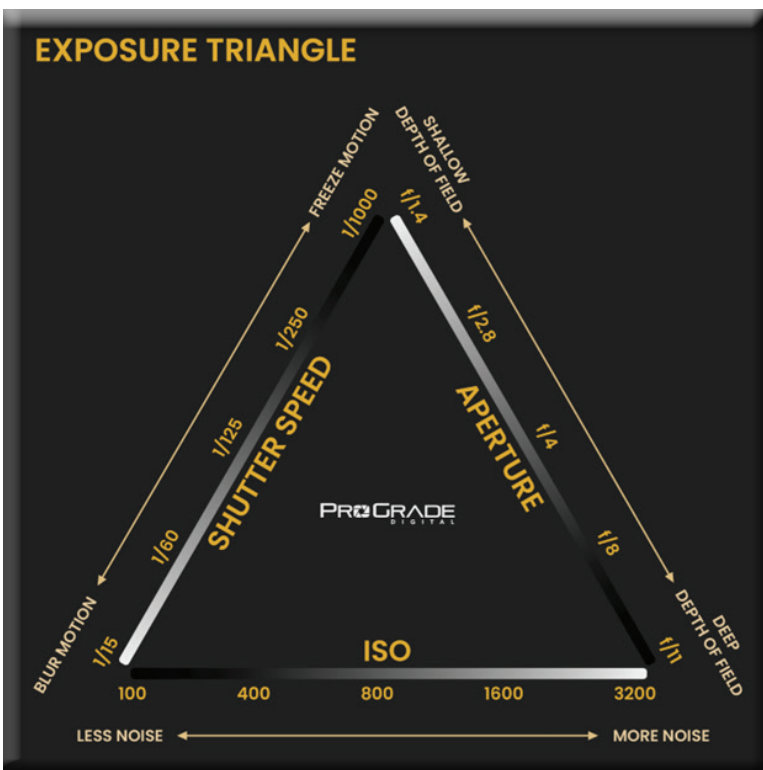 EXPOSURE TRIANGLE
FREEZE MOTION
SHALLOW
DEPTH OF FIELD
1/1000
f/1.4
1/250
f/2.8
SHUTTER SPEED
APERTURE
1/125
f/4
PROGRADE
DIGITAL
1/60
f/8
BLUR MOTION
1/15
DEEP
DEPTH OF FIELD
f/11
ISO
100 400 800 1600 3200
LESS NOISE MORE NOISE